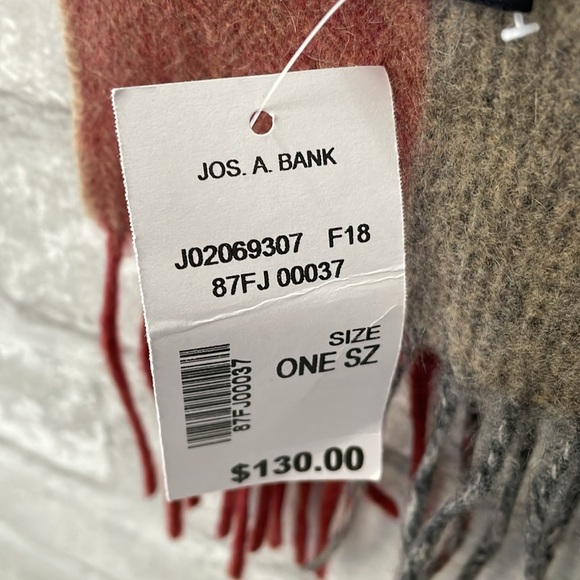 JOS. A. BANK
J02069307 F18
87FJ 00037
SIZE
ONE SZ
87FJ00037
$130.00